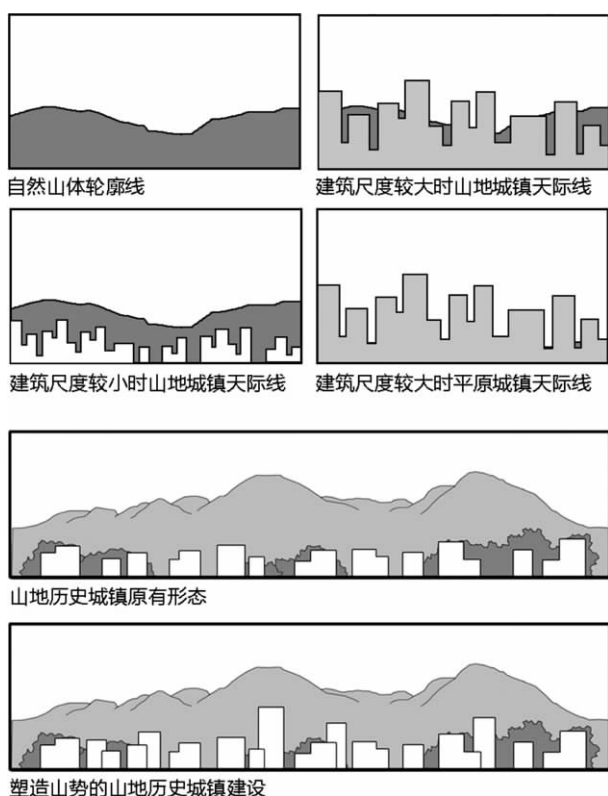 自然山体轮廓线
建筑尺度较大时山地城镇天际线
建筑尺度较小时山地城镇天际线
建筑尺度较大时平原城镇天际线
山地历史城镇原有形态
塑造山势的山地历史城镇建设